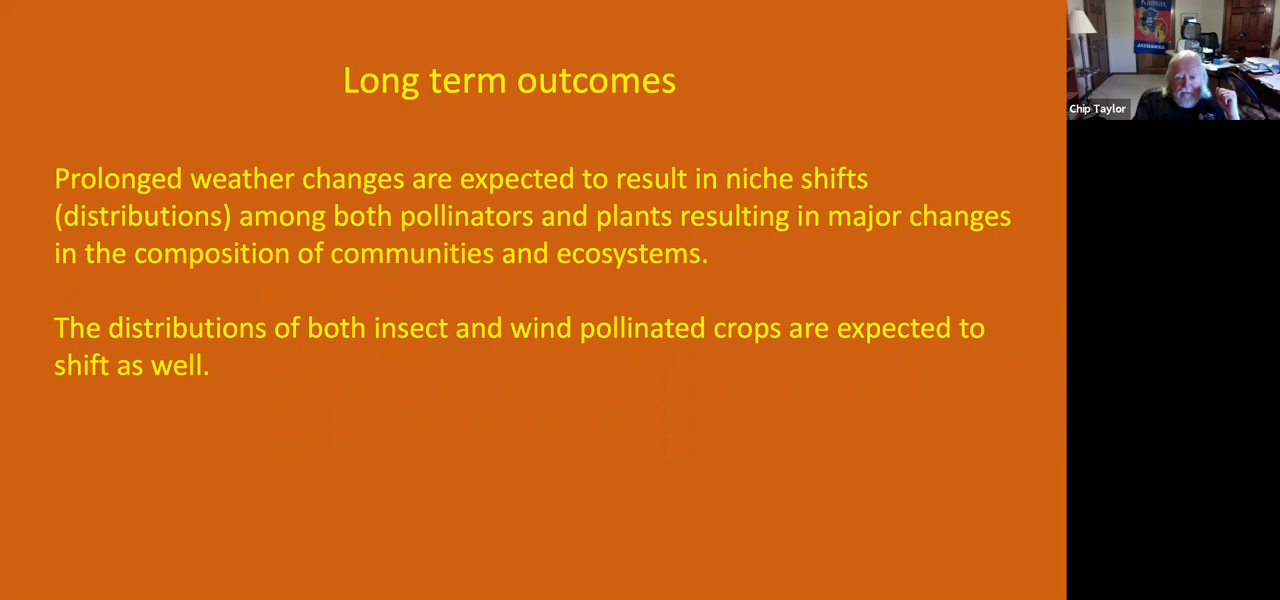 Long term outcomes
Prolonged weather changes are expected to result in niche shifts
(distributions) among both pollinators and plants resulting in major changes
in the composition of communities and ecosystems.
The distributions of both insect and wind pollinated crops are expected to
shift as well.
Kansas
JAYHAWKS
Chip Taylor